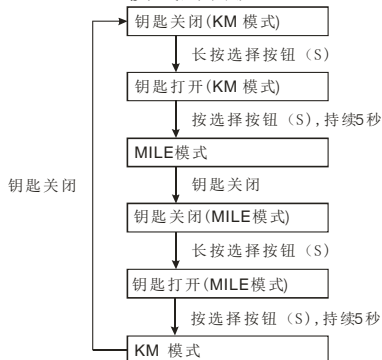 钥匙关闭(KM 模式)
长按选择按钮（S）
钥匙打开(KM 模式)
按选择按钮（S）,持续5秒
MILE模式
钥匙关闭
钥匙关闭
钥匙关闭(MILE模式)
长按选择按钮（S）
钥匙打开(MILE模式)
按选择按钮（S）,持续5秒
KM 模式